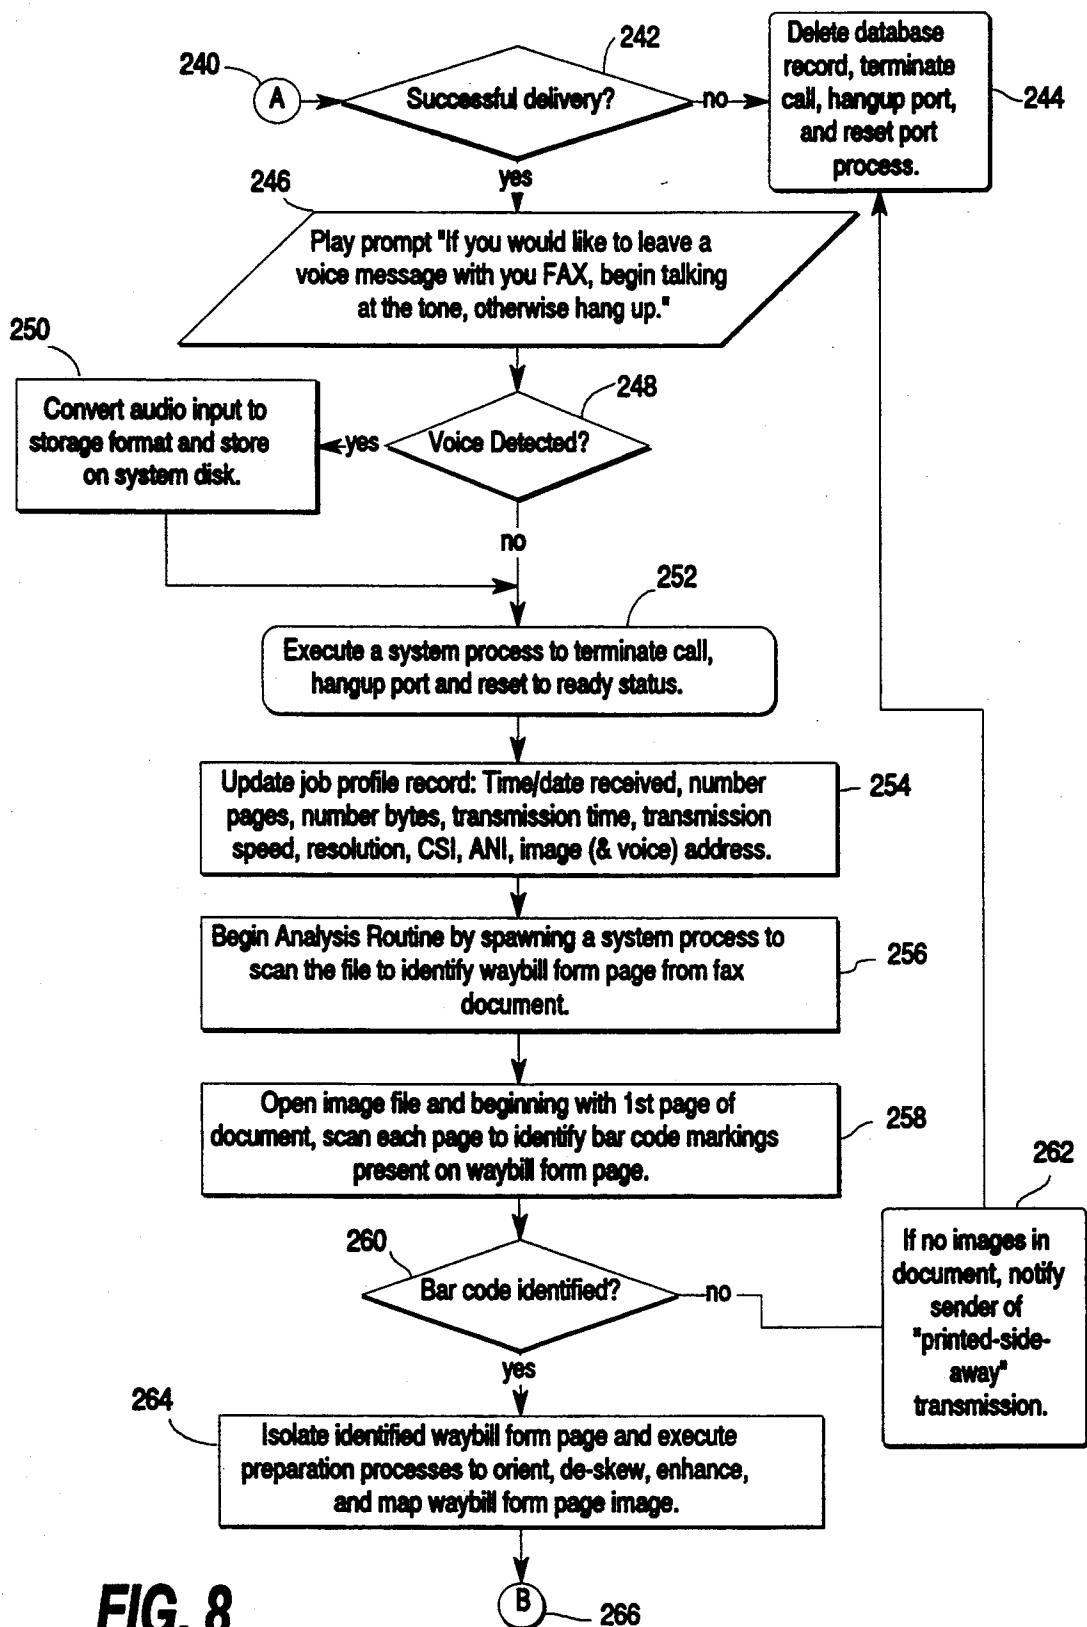 240
A
242
Successful delivery?
no
Delete database
record, terminate
call, hangup port,
and reset port
process.
244
yes
246
Play prompt "If you would like to leave a
voice message with you FAX, begin talking
at the tone, otherwise hang up."
250
248
Convert audio input to
storage format and store
on system disk.
yes
Voice Detected?
no
252
Execute a system process to terminate call,
hangup port and reset to ready status.
Update job profile record: Time/date received, number
pages, number bytes, transmission time, transmission
speed, resolution, CSI, ANI, image (& voice) address.
254
Begin Analysis Routine by spawning a system process to
scan the file to identify waybill form page from fax
document.
256
Open image file and beginning with 1st page of
document, scan each page to identify bar code markings
present on waybill form page.
258
262
260
Bar code identified?
no
If no images in
document, notify
sender of
"printed-side-
away"
transmission.
yes
264
Isolate identified waybill form page and execute
preparation processes to orient, de-skew, enhance,
and map waybill form page image.
B
266
FIG. 8